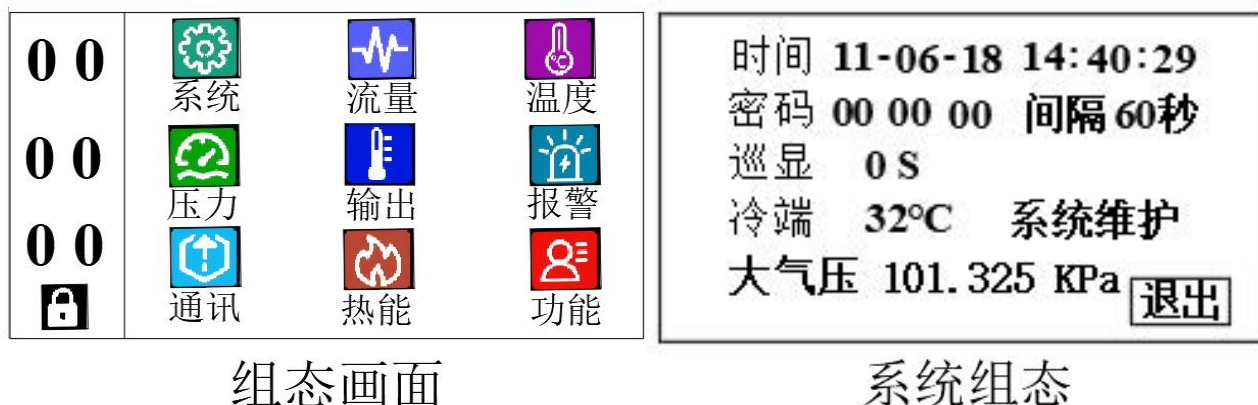 0 0
系统 流量 温度
0 0
压力 输出 报警
0 0
通讯 热能 功能
组态画面
时间 11-06-18 14:40:29
密码 00 00 00 间隔 60秒
巡显 0 S
冷端 32°C 系统维护
大气压 101.325 KPa
退出
系统组态